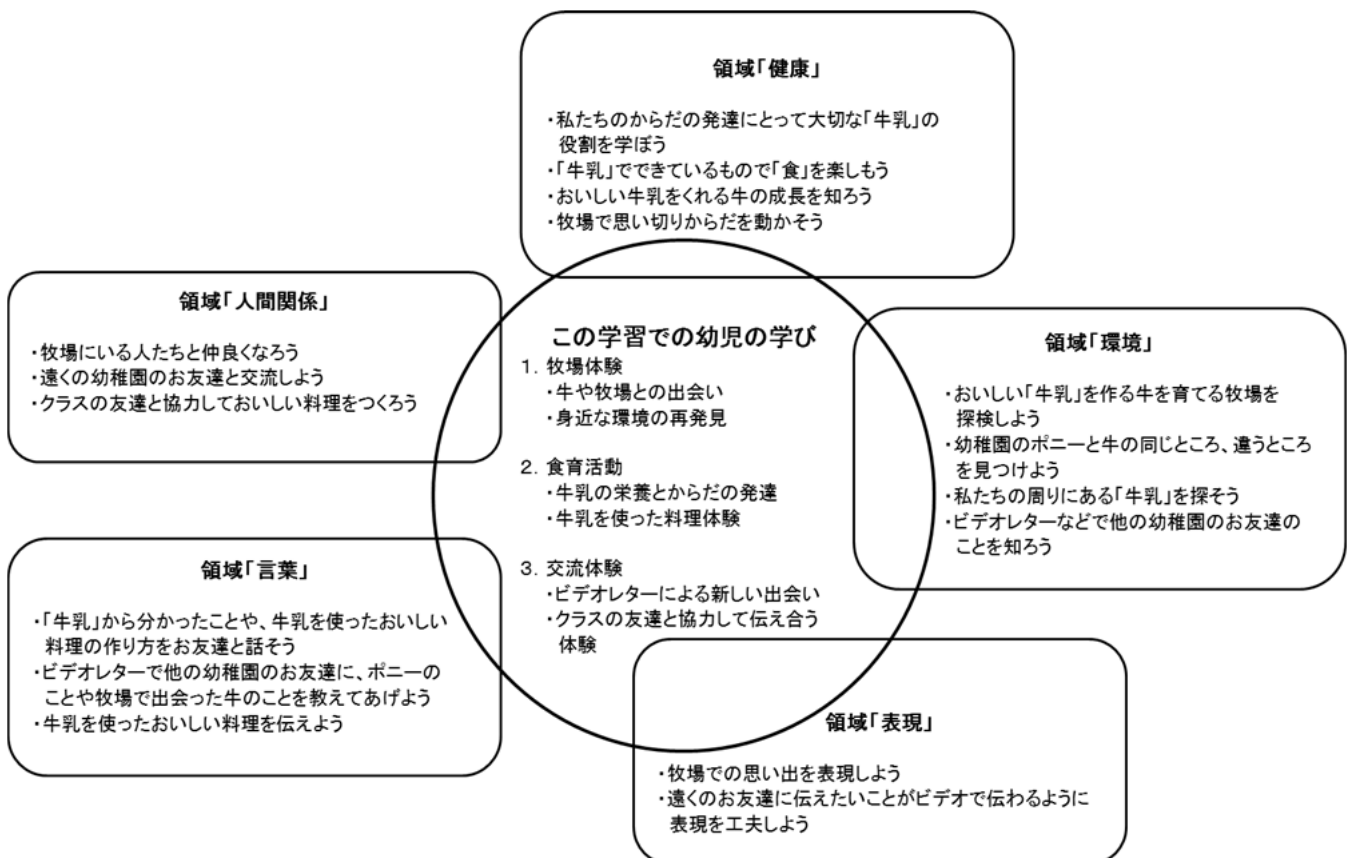 領域「健康」
・私たちのからだの発達にとって大切な「牛乳」の
役割を学ぼう
・「牛乳」でできているもので「食」を楽しもう
・おいしい牛乳をくれる牛の成長を知ろう
・牧場で思い切りからだを動かそう
領域「人間関係」
・牧場にいる人たちと仲良くなろう
・遠くの幼稚園のお友達と交流しよう
・クラスの友達と協力しておいしい料理をつくろう
この学習での幼児の学び
1. 牧場体験
・牛や牧場との出会い
・身近な環境の再発見
2. 食育活動
・牛乳の栄養とからだの発達
・牛乳を使った料理体験
3. 交流体験
・ビデオレターによる新しい出会い
・クラスの友達と協力して伝え合う
体験
領域「環境」
・おいしい「牛乳」を作る牛を育てる牧場を
探検しよう
・幼稚園のポニーと牛の同じところ、違うところ
を見つけよう
・私たちの周りにある「牛乳」を探そう
・ビデオレターなどで他の幼稚園のお友達の
ことを知ろう
領域「言葉」
・「牛乳」から分かったことや、牛乳を使ったおいしい
料理の作り方をお友達と話そう
・ビデオレターで他の幼稚園のお友達に、ポニーの
ことや牧場で出会った牛のことを教えてあげよう
・牛乳を使ったおいしい料理を伝えよう
領域「表現」
・牧場での思い出を表現しよう
・遠くのお友達に伝えたいことがビデオで伝わるように
表現を工夫しよう